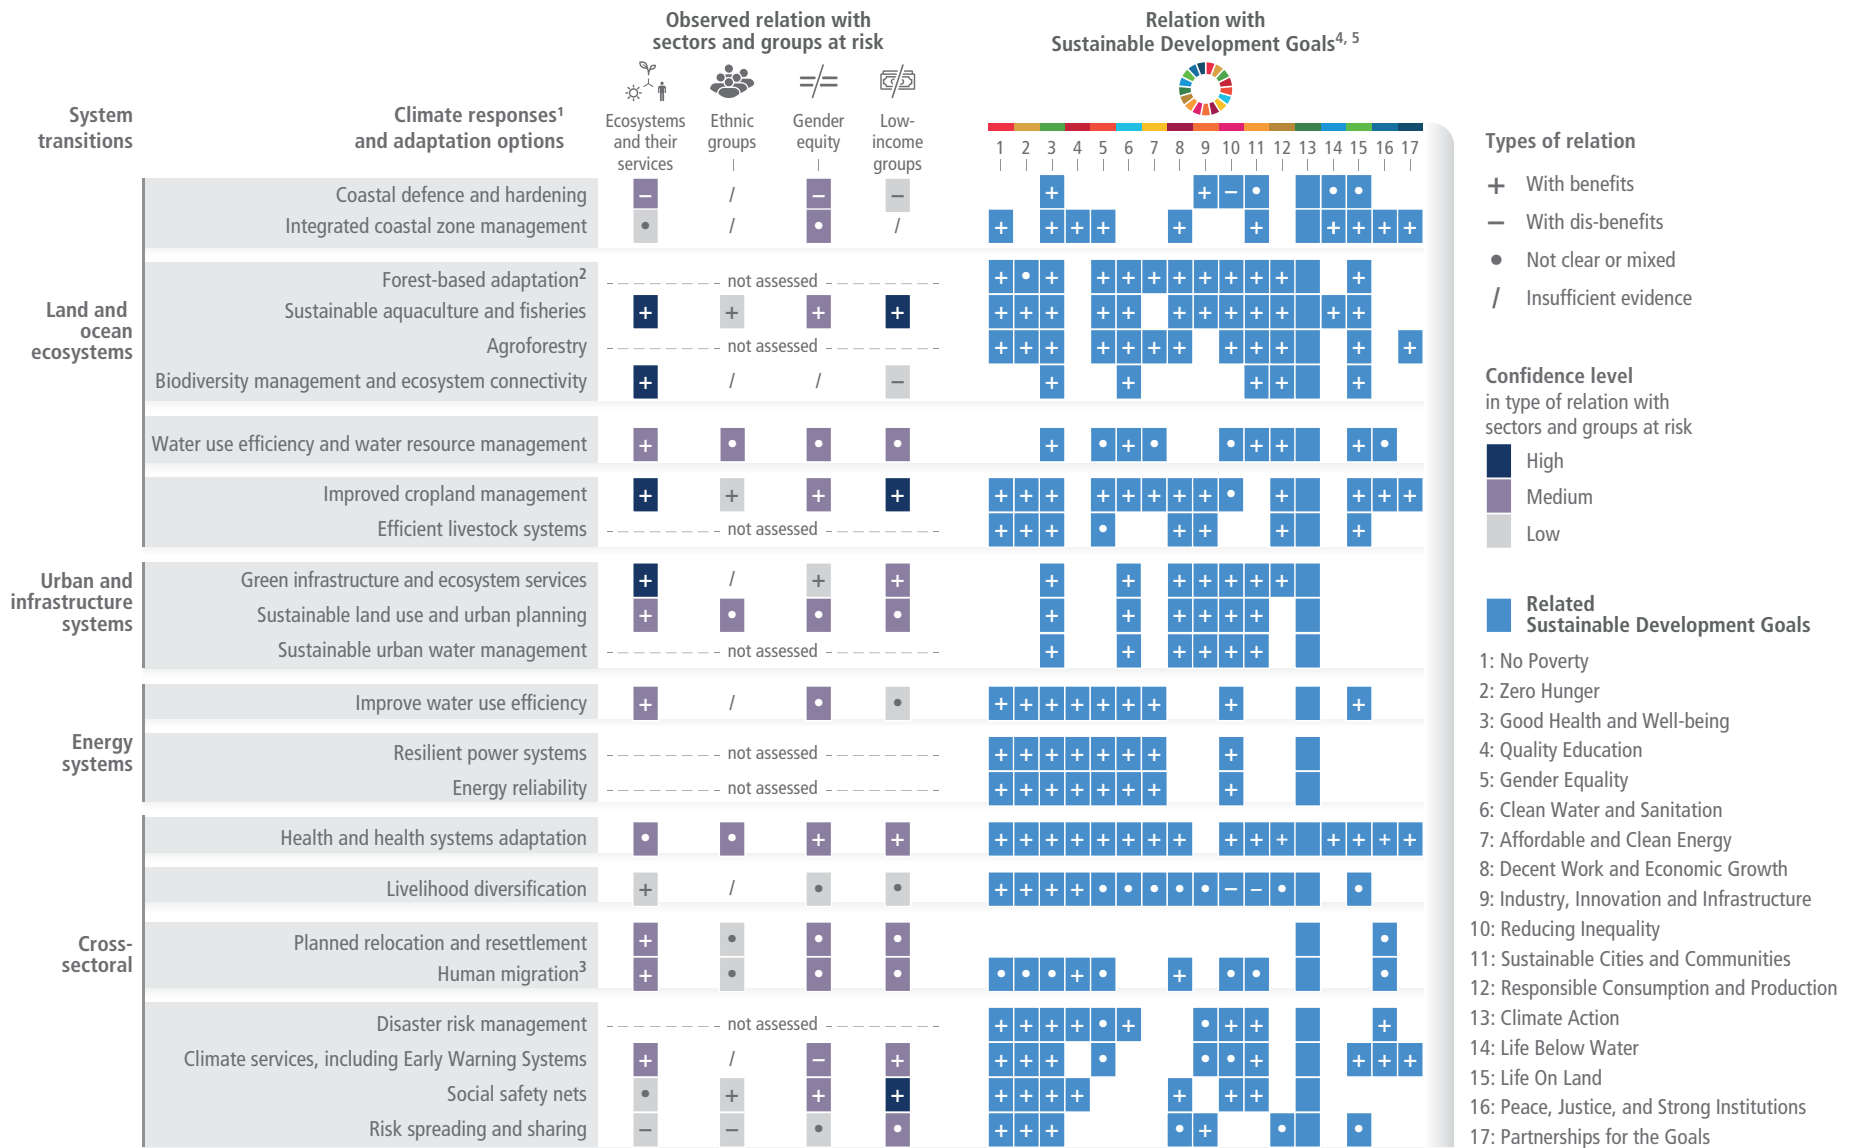 Observed relation with
sectors and groups at risk
Relation with
Sustainable Development Goals4, 5
System
transitions
Climate responses1
and adaptation options
Ecosystems
and their
services
Ethnic
groups
Gender
equity
Low-
income
groups
1 2 3 4 5 6 7 8 9 10 11 12 13 14 15 16 17
Land and
ocean
ecosystems
Coastal defence and hardening – / – – + + – • • •
Integrated coastal zone management • / • / + + + + + + + + + +
Forest-based adaptation2 not assessed + • + + + + + + + + + +
Sustainable aquaculture and fisheries + + + + + + + + + + + + + + + +
Agroforestry not assessed + + + + + + + + + + + +
Biodiversity management and ecosystem connectivity + / / – + + + + +
Water use efficiency and water resource management + • • • + • + • • + + + •
Improved cropland management + + + + + + + + + + + + • + + + +
Efficient livestock systems not assessed + + + • + + + +
Urban and
infrastructure
systems
Green infrastructure and ecosystem services + / + + + + + + + + +
Sustainable land use and urban planning + • • • + + + + + +
Sustainable urban water management not assessed + + + + + +
Energy
systems
Improve water use efficiency + / • • + + + + + + + + +
Resilient power systems not assessed + + + + + + + +
Energy reliability not assessed + + + + + + + +
Cross-
sectoral
Health and health systems adaptation • • + + + + + + + + + + + + + + + + +
Livelihood diversification + / • • + + + + • • • • • – – • •
Planned relocation and resettlement + • • • •
Human migration3 + • • • • • • + • + • • •
Disaster risk management not assessed + + + + • + • + + +
Climate services, including Early Warning Systems + / – + + + + • • • + + + +
Social safety nets • + + + + + + + + + +
Risk spreading and sharing – – • • + + + • + • •
Types of relation
+ With benefits
– With dis-benefits
• Not clear or mixed
/ Insufficient evidence
Confidence level
in type of relation with
sectors and groups at risk
High
Medium
Low
Related
Sustainable Development Goals
1: No Poverty
2: Zero Hunger
3: Good Health and Well-being
4: Quality Education
5: Gender Equality
6: Clean Water and Sanitation
7: Affordable and Clean Energy
8: Decent Work and Economic Growth
9: Industry, Innovation and Infrastructure
10: Reducing Inequality
11: Sustainable Cities and Communities
12: Responsible Consumption and Production
13: Climate Action
14: Life Below Water
15: Life On Land
16: Peace, Justice, and Strong Institutions
17: Partnerships for the Goals